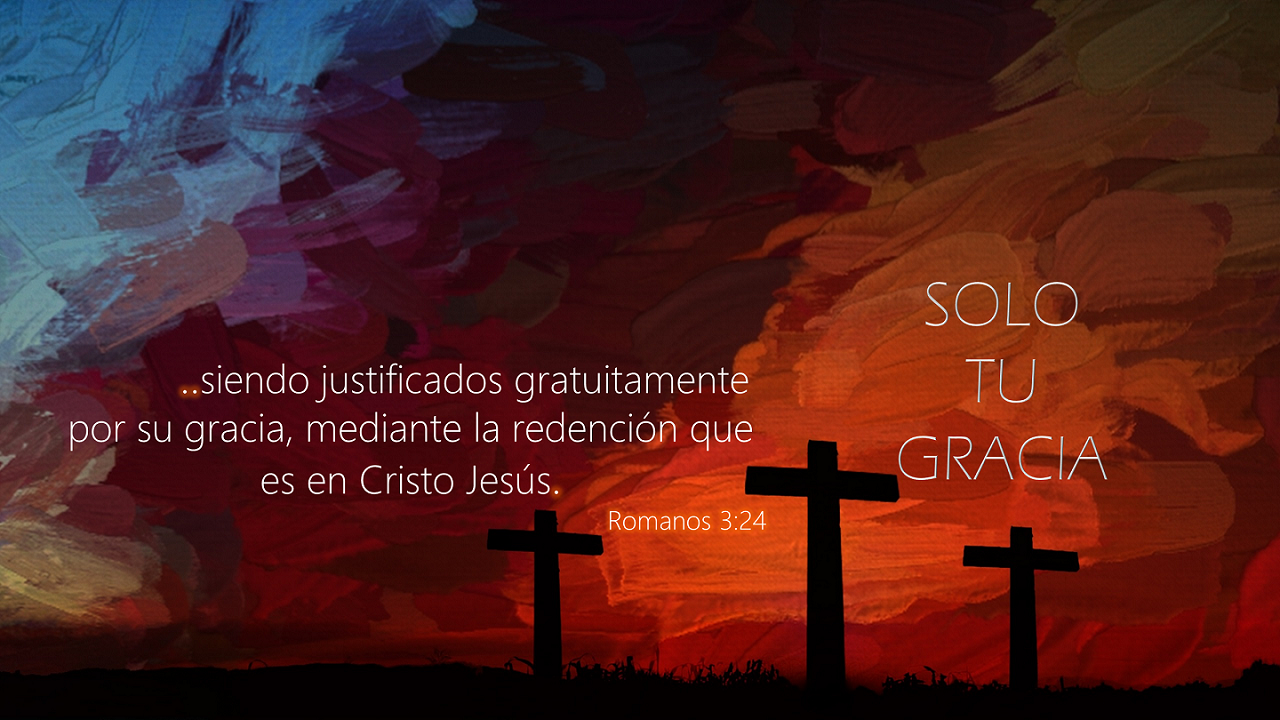 ..siendo justificados gratuitamente
por su gracia, mediante la redención que
es en Cristo Jesús.
Romanos 3:24
SOLO
TU
GRACIA